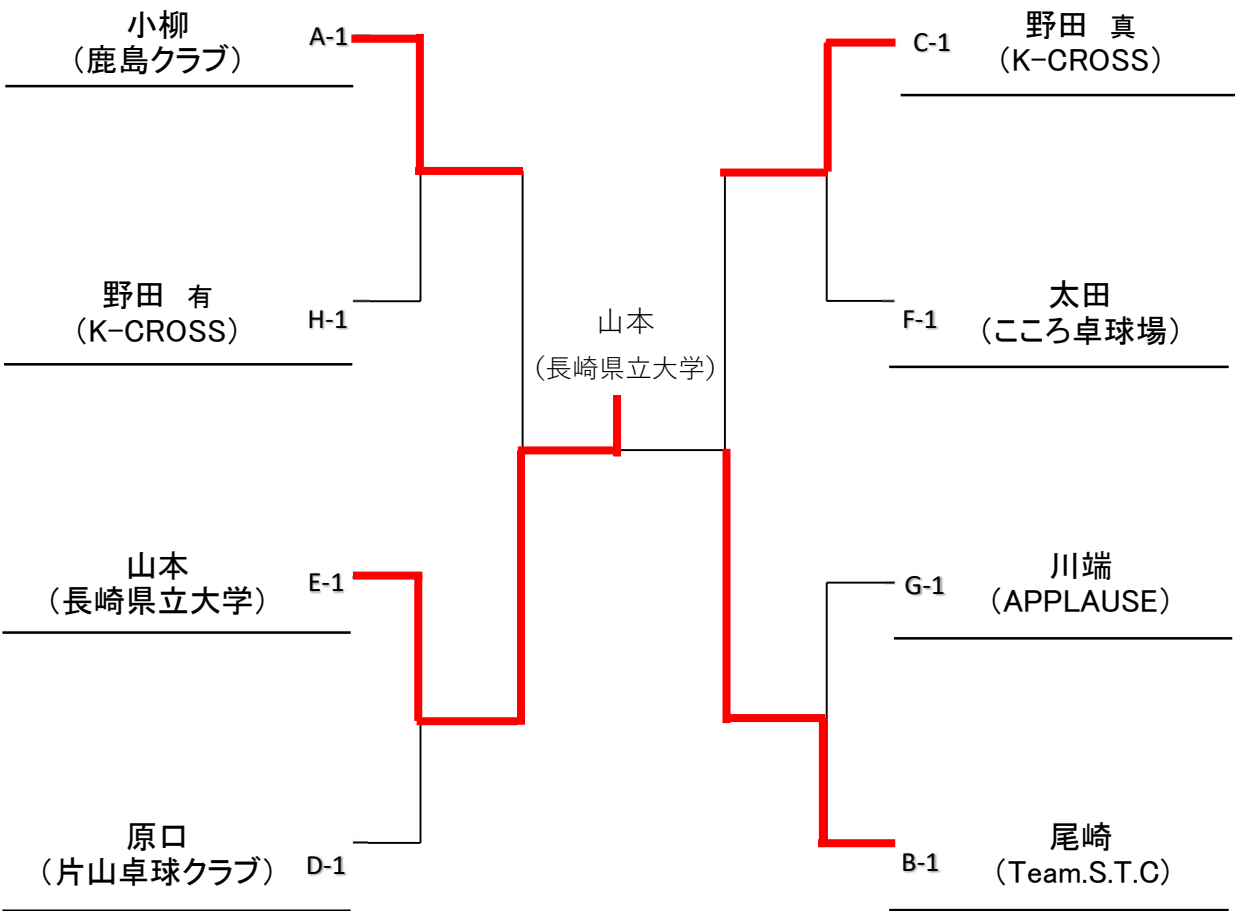 小柳
（鹿島クラブ）
A-1
野田　有
（K-CROSS）
H-1
山本
（長崎県立大学）
E-1
原口
（片山卓球クラブ）
D-1
山本
（長崎県立大学）
C-1
野田　真
（K-CROSS）
F-1
太田
（こころ卓球場）
G-1
川端
（APPLAUSE）
B-1
尾崎
（Team.S.T.C）